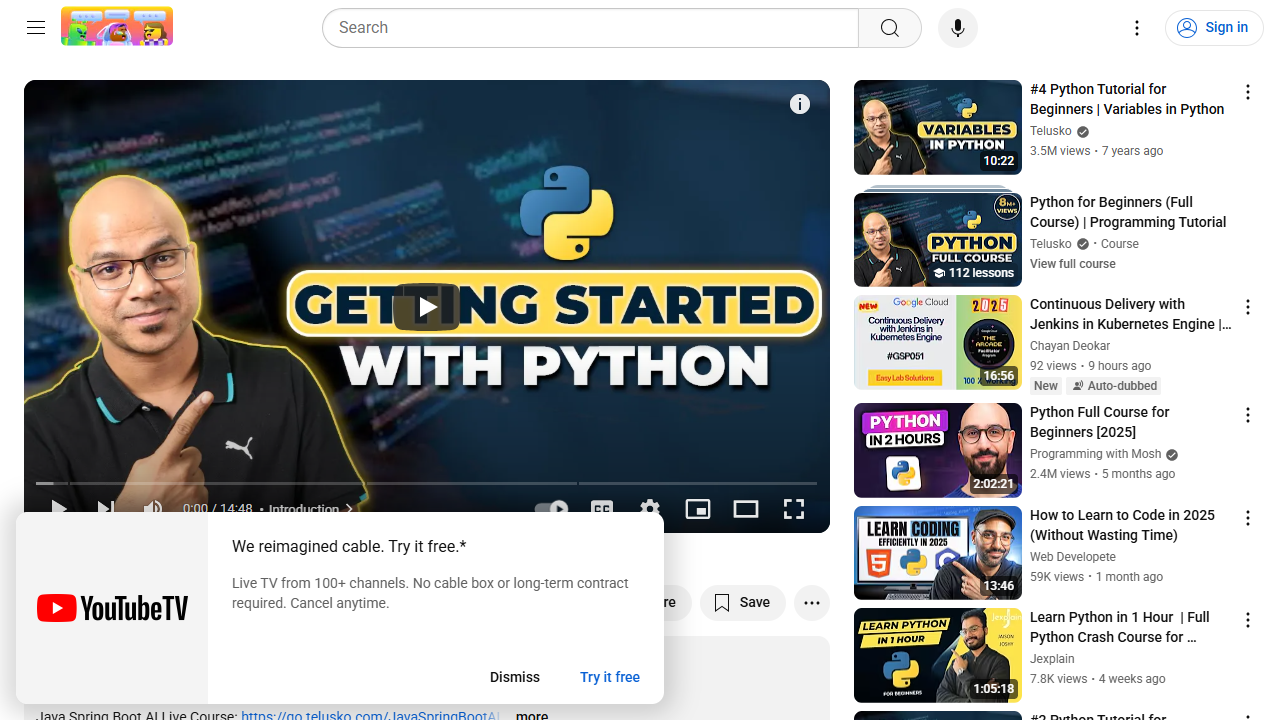 Search
Sign in
GETTING STARTED
WITH PYTHON
0:00 / 14:48 • Introduction
We reimagined cable. Try it free.*
Live TV from 100+ channels. No cable box or long-term contract
required. Cancel anytime.
YouTubeTV
Dismiss
Try it free
Save
Java Spring Boot AI Live Course: https://go.telusko.com/JavaSpringBootAI
...more
VARIABLES
IN PYTHON
10:22
#4 Python Tutorial for
Beginners | Variables in Python
Telusko
3.5M views • 7 years ago
8M+
VIEWS
PYTHON
FULL COURSE
112 lessons
Python for Beginners (Full
Course) | Programming Tutorial
Telusko • Course
View full course
NEW
Google Cloud
2025
Continuous Delivery
with Jenkins in
Kubernetes Engine
#GSP051
Easy Lab Solutions
THE
ARCADE
Facilitator
Program
16:56
Continuous Delivery with
Jenkins in Kubernetes Engine |...
Chayan Deokar
92 views • 9 hours ago
New
Auto-dubbed
PYTHON
IN 2 HOURS
2:02:21
Python Full Course for
Beginners [2025]
Programming with Mosh
2.4M views • 5 months ago
LEARN CODING
EFFICIENTLY IN 2025
13:46
How to Learn to Code in 2025
(Without Wasting Time)
Web Developete
59K views • 1 month ago
LEARN PYTHON
IN 1 HOUR
Jexplain
JAISON
JOSHY
FOR BEGINNERS
1:05:18
Learn Python in 1 Hour | Full
Python Crash Course for ...
Jexplain
7.8K views • 4 weeks ago
#2 Python Tutorial for